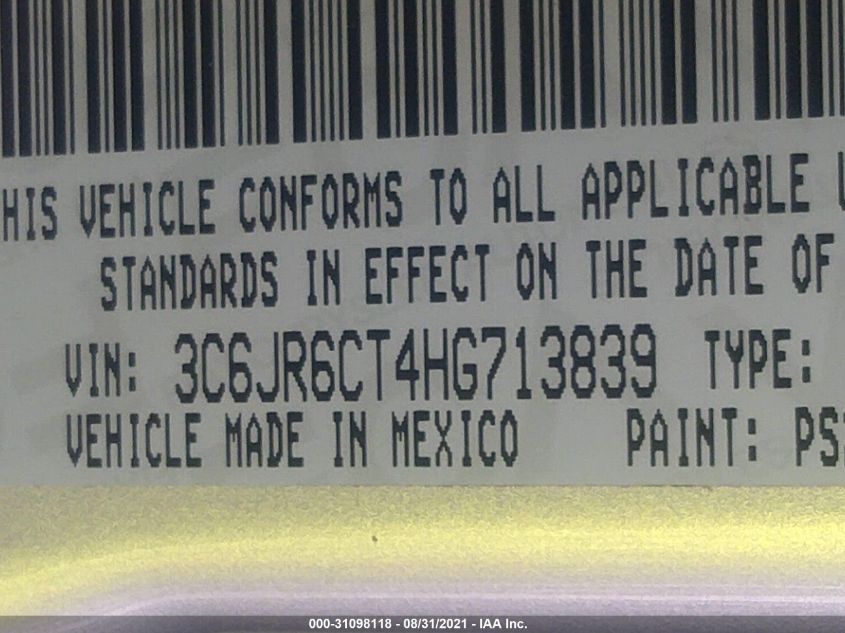 HIS VEHICLE CONFORMS TO ALL APPLICABLE
STANDARDS IN EFFECT ON THE DATE OF
VIN: 3C6JR6CT4HG713839 TYPE:
VEHICLE MADE IN MEXICO PAINT: PS
000-31098118 - 08/31/2021 - IAA Inc.